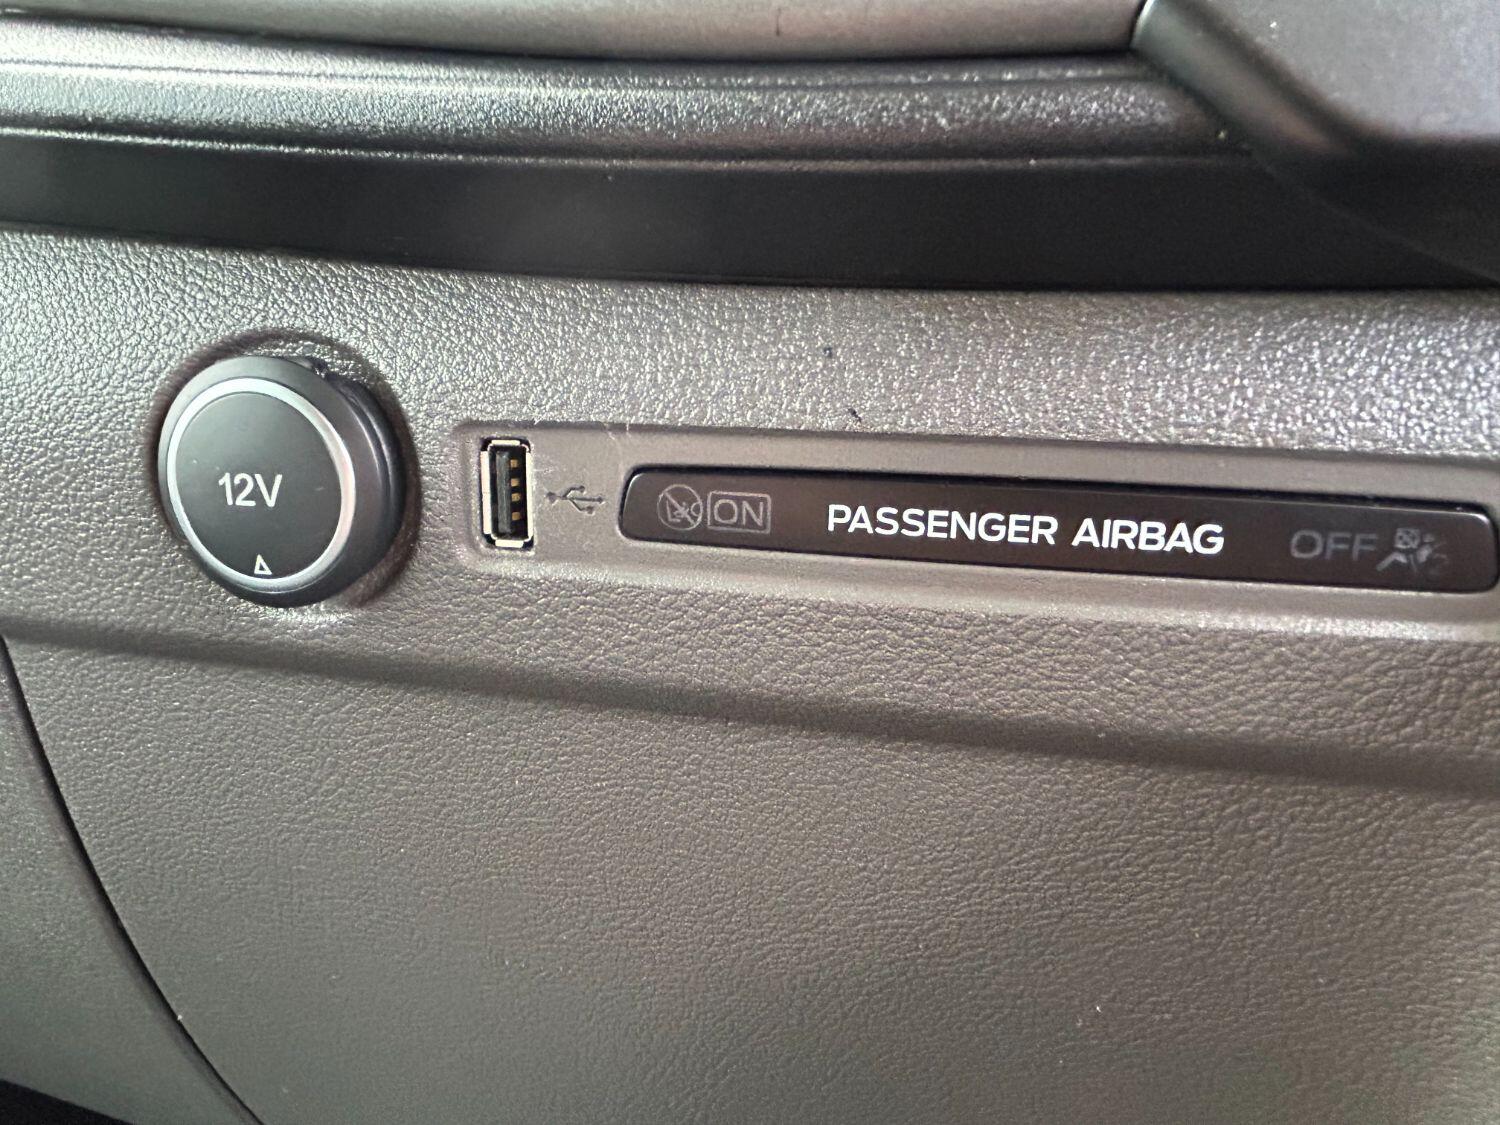 12V
ON PASSENGER AIRBAG OFF